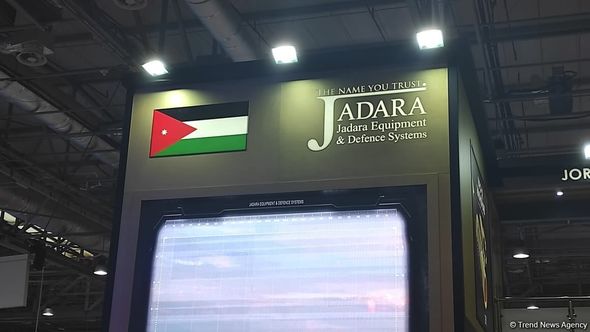 THE NAME YOU TRUST
JADARA
Jadara Equipment
& Defence Systems
JADARA EQUIPMENT & DEFENCE SYSTEMS
JOR
© Trend News Agency